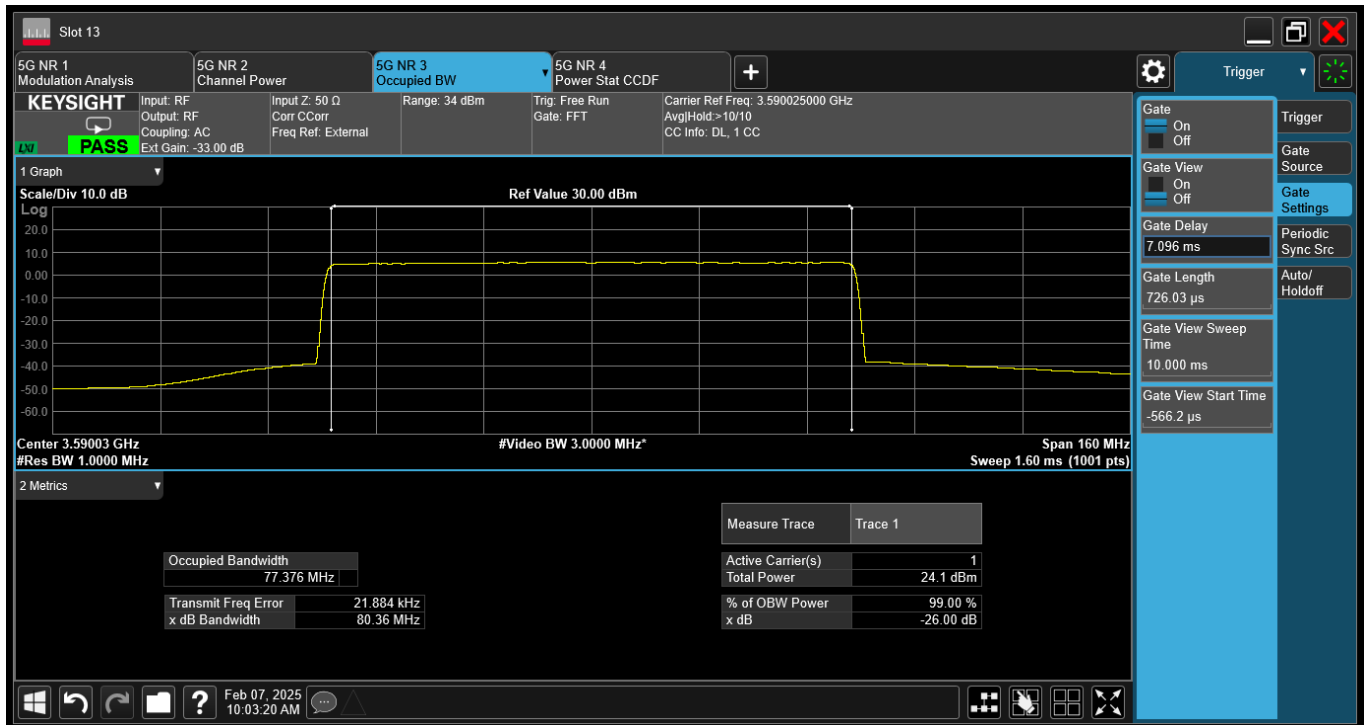 Slot 13
5G NR 1
Modulation Analysis
5G NR 2
Channel Power
5G NR 3
Occupied BW
5G NR 4
Power Stat CCDF
Trigger
KEYSIGHT
LXI
PASS
Input: RF
Output: RF
Coupling: AC
Ext Gain: -33.00 dB
Input Z: 50 Ω
Corr CCorr
Freq Ref: External
Range: 34 dBm
Trig: Free Run
Gate: FFT
Carrier Ref Freq: 3.590025000 GHz
Avg|Hold:>10/10
CC Info: DL, 1 CC
1 Graph
Scale/Div 10.0 dB
Ref Value 30.00 dBm
Log
20.0
10.0
0.00
-10.0
-20.0
-30.0
-40.0
-50.0
-60.0
Center 3.59003 GHz
#Video BW 3.0000 MHz*
Span 160 MHz
#Res BW 1.0000 MHz
Sweep 1.60 ms (1001 pts)
2 Metrics
Measure Trace Trace 1
Occupied Bandwidth
77.376 MHz
Active Carrier(s) 1
Total Power 24.1 dBm
Transmit Freq Error 21.884 kHz
x dB Bandwidth 80.36 MHz
% of OBW Power 99.00 %
x dB -26.00 dB
Gate
On
Off
Gate View
On
Off
Gate Delay
7.096 ms
Gate Length
726.03 µs
Gate View Sweep
Time
10.000 ms
Gate View Start Time
-566.2 µs
Trigger
Gate
Source
Gate
Settings
Periodic
Sync Src
Auto/
Holdoff
?
Feb 07, 2025
10:03:20 AM